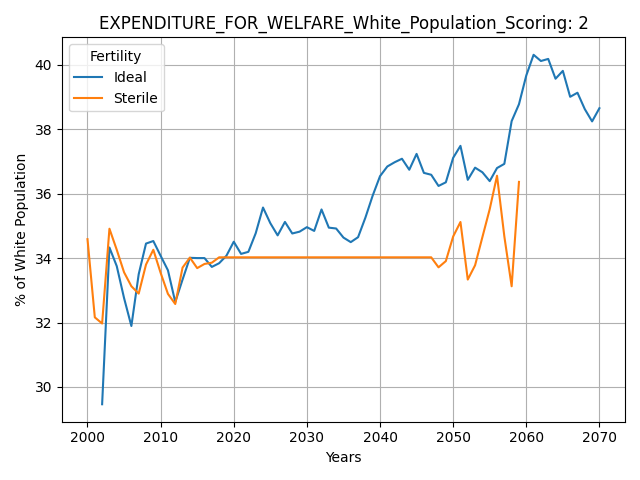 EXPENDITURE_FOR_WELFARE_White_Population_Scoring: 2
Fertility
Ideal
Sterile
% of White Population
40
38
36
34
32
30
2000 2010 2020 2030 2040 2050 2060 2070
Years